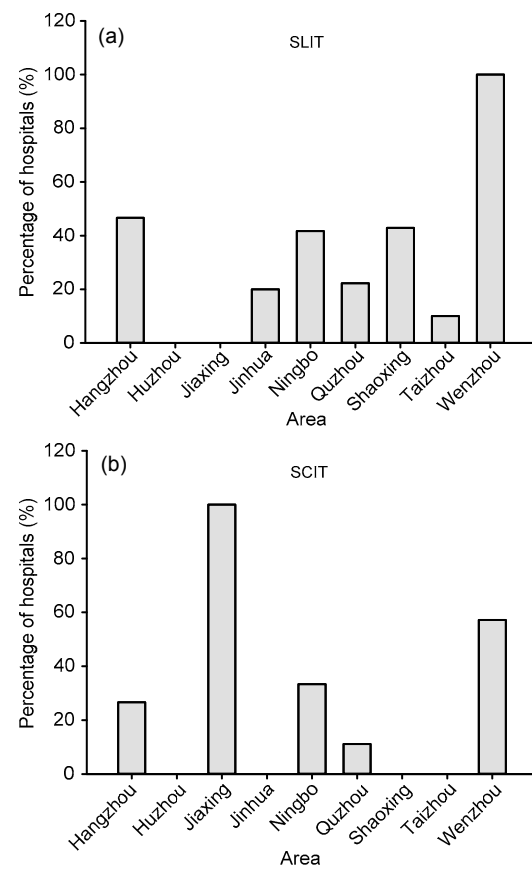 (a)
SLIT
Percentage of hospitals (%)
120
100
80
60
40
20
0
Hangzhou
Huzhou
Jiaxing
Jinhua
Ningbo
Quzhou
Shaoxing
Taizhou
Wenzhou
Area
(b)
SCIT
Percentage of hospitals (%)
120
100
80
60
40
20
0
Hangzhou
Huzhou
Jiaxing
Jinhua
Ningbo
Quzhou
Shaoxing
Taizhou
Wenzhou
Area